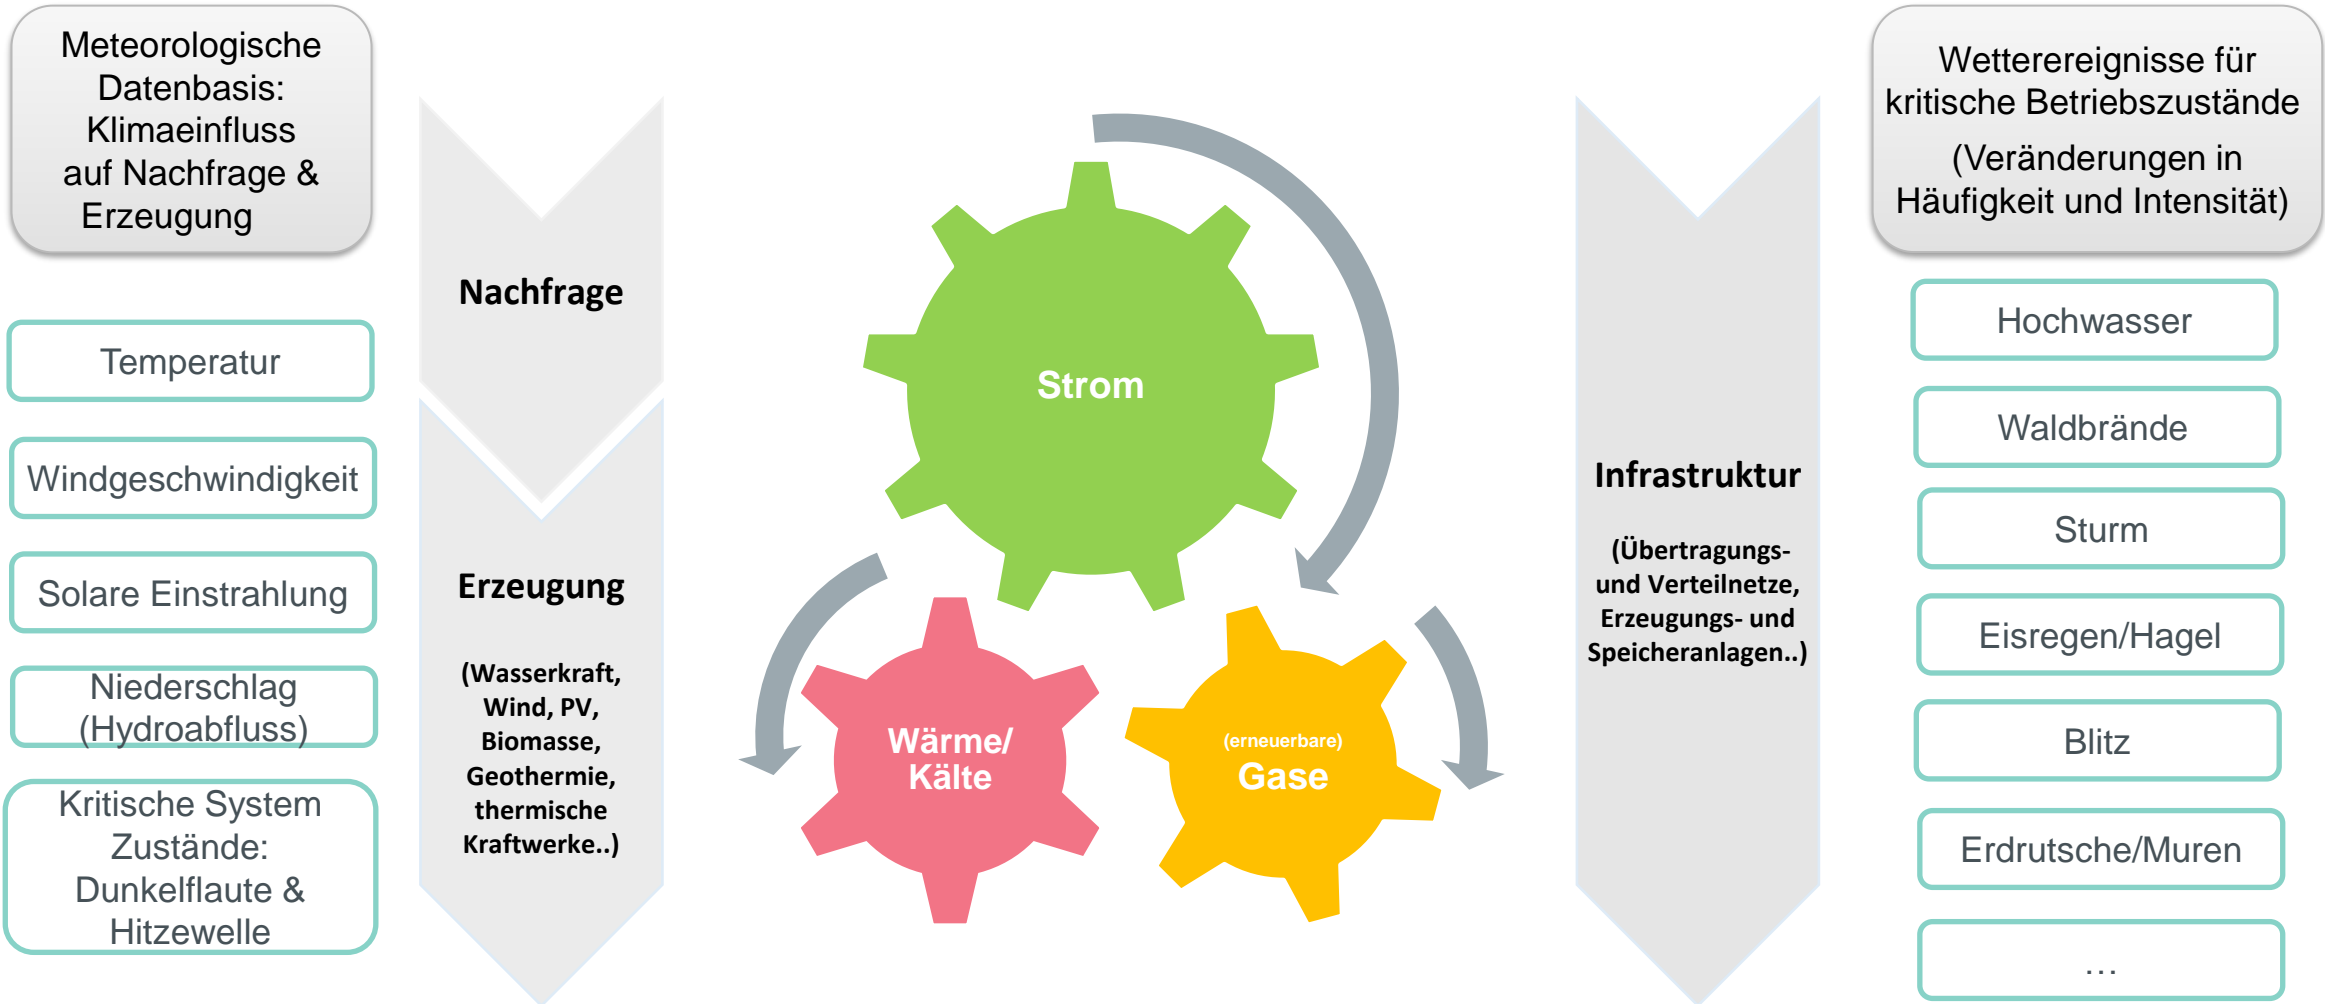 Meteorologische
Datenbasis:
Klimaeinfluss
auf Nachfrage &
Erzeugung
Temperatur
Windgeschwindigkeit
Solare Einstrahlung
Niederschlag
(Hydroabfluss)
Kritische System
Zustände:
Dunkelflaute &
Hitzewelle
Nachfrage
Erzeugung
(Wasserkraft,
Wind, PV,
Biomasse,
Geothermie,
thermische
Kraftwerke..)
Strom
Wärme/
Kälte
(erneuerbare)
Gase
Infrastruktur
(Übertragungs-
und Verteilnetze,
Erzeugungs- und
Speicheranlagen..)
Wetterereignisse für
kritische Betriebszustände
(Veränderungen in
Häufigkeit und Intensität)
Hochwasser
Waldbrände
Sturm
Eisregen/Hagel
Blitz
Erdrutsche/Muren
…